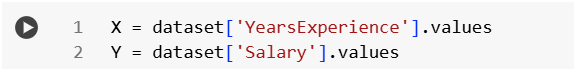 1 X = dataset['YearsExperience'].values
2 Y = dataset['Salary'].values